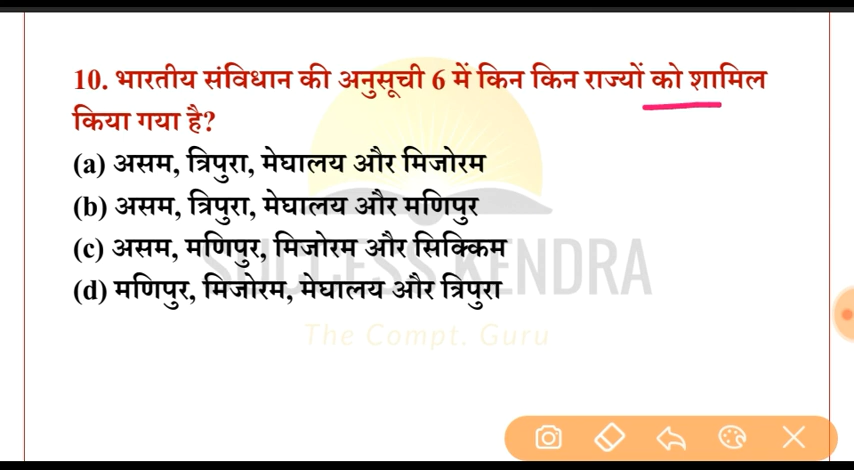 10. भारतीय संविधान की अनुसूची 6 में किन किन राज्यों को शामिल
किया गया है?
(a) असम, त्रिपुरा, मेघालय और मिजोरम
(b) असम, त्रिपुरा, मेघालय और मणिपुर
(c) असम, मणिपुर, मिजोरम और सिक्किम
(d) मणिपुर, मिजोरम, मेघालय और त्रिपुरा
SUCCESS KENDRA
The Compt. Guru